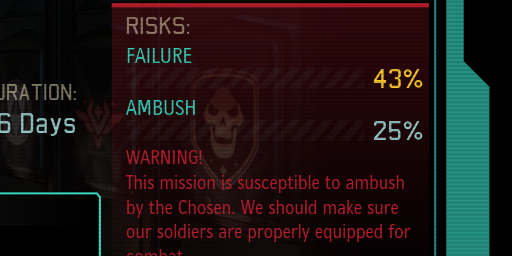 RISKS:
FAILURE
43%
URATION:
AMBUSH
6 Days
25%
WARNING!
This mission is susceptible to ambush
by the Chosen. We should make sure
our soldiers are properly equipped for
combat.